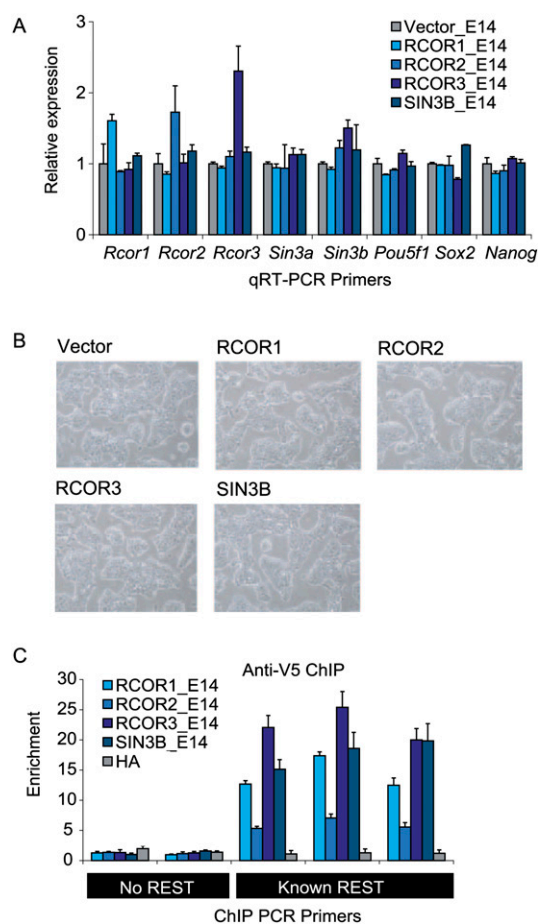 A
Relative expression
3
2
1
0
Vector_E14
RCOR1_E14
RCOR2_E14
RCOR3_E14
SIN3B_E14
Rcor1 Rcor2 Rcor3 Sin3a Sin3b Pou5f1 Sox2 Nanog
qRT-PCR Primers
B
Vector RCOR1 RCOR2
RCOR3 SIN3B
C
Anti-V5 ChIP
Enrichment
30
25
20
15
10
5
0
RCOR1_E14
RCOR2_E14
RCOR3_E14
SIN3B_E14
HA
No REST Known REST
ChIP PCR Primers